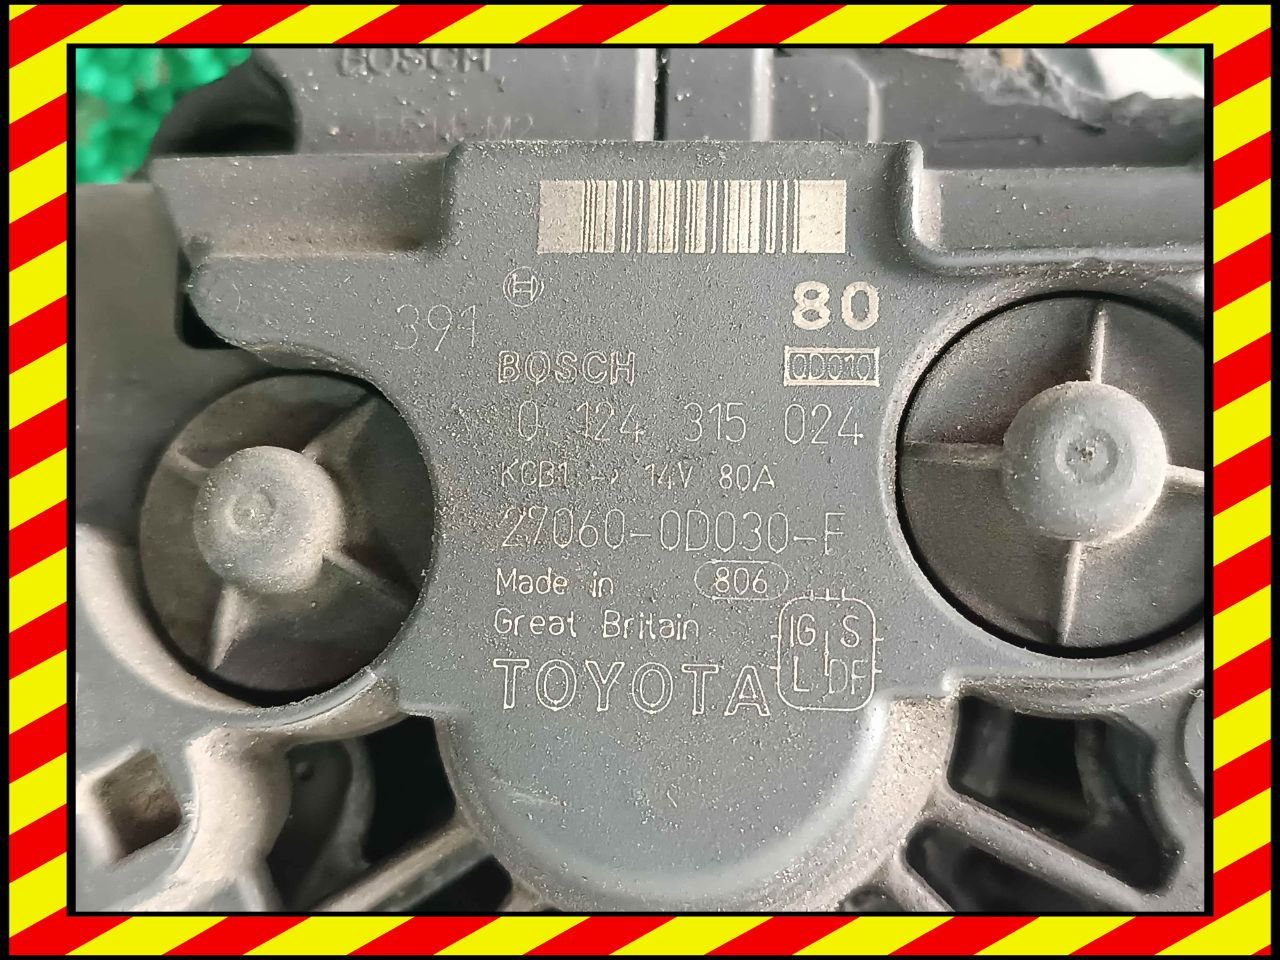 BOSCH
80
391
BOSCH
0D010
0 124 315 024
KCB1 → 14V 80A
27060-0D030-F
Made in 806
Great Britain
IG S
L DF
TOYOTA